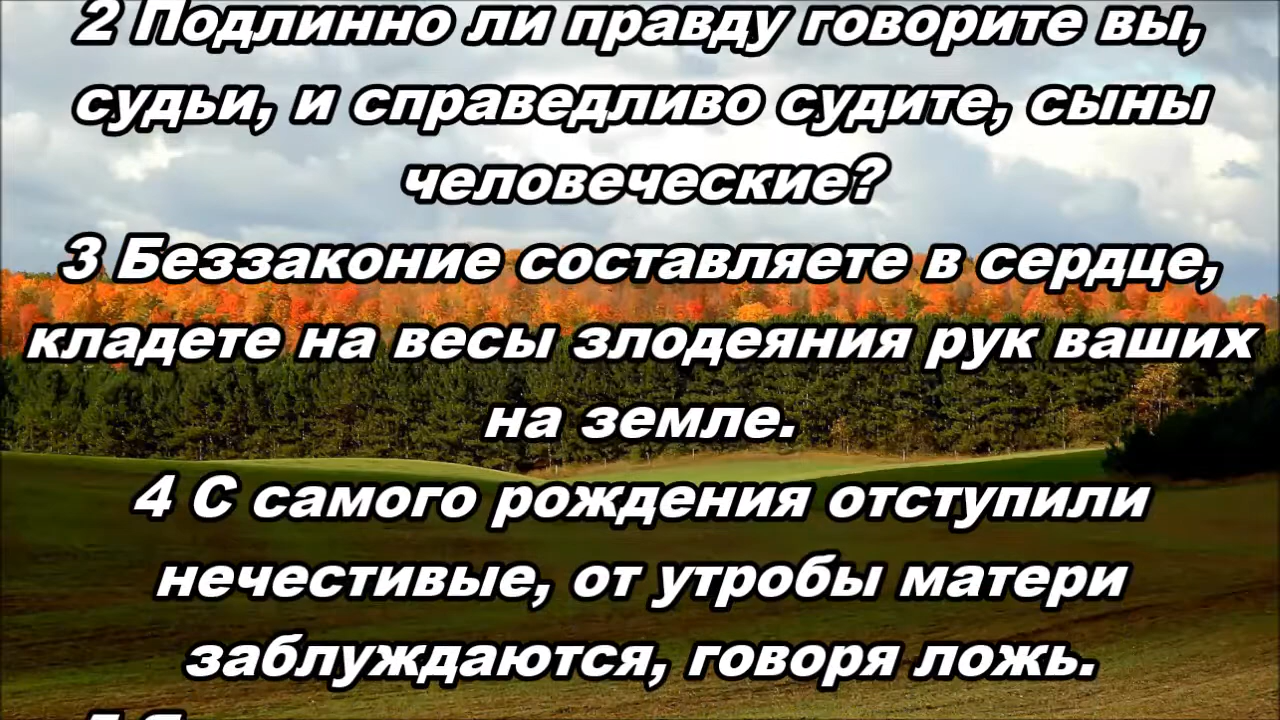 2 Подлинно ли правду говорите вы,
судьи, и справедливо судите, сыны
человеческие?
3 Беззаконие составляете в сердце,
кладете на весы злодеяния рук ваших
на земле.
4 С самого рождения отступили
нечестивые, от утробы матери
заблуждаются, говоря ложь.